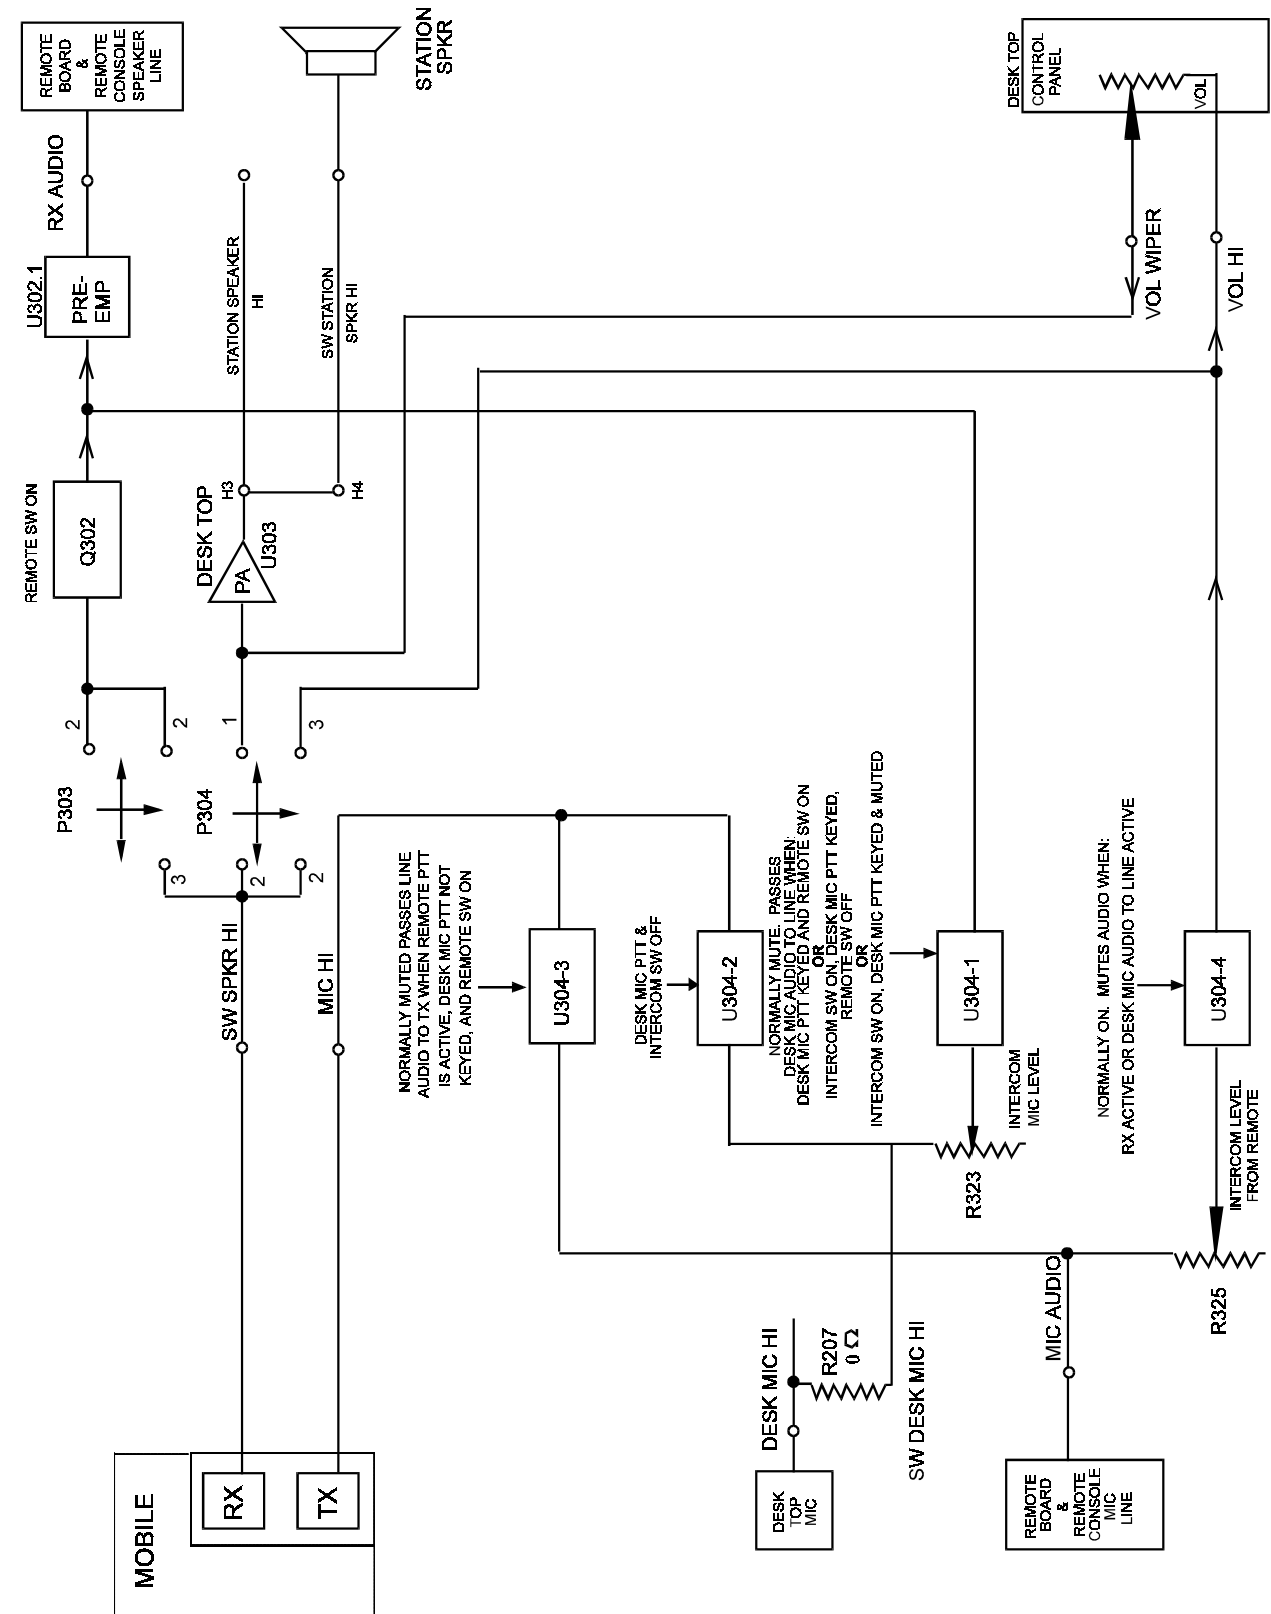 REMOTE
BOARD
&
REMOTE
CONSOLE
SPEAKER
LINE
RX AUDIO
U302.1
PRE-
EMP
REMOTE SW ON
Q302
2
2
P303
3
STATION
SPKR
STATION SPEAKER
HI
SW STATION
SPKR HI
H3
H4
DESK TOP
PA
U303
1
3
P304
2
2
SW SPKR HI
MIC HI
MOBILE
RX
TX
DESK TOP
CONTROL
PANEL
VOL
VOL WIPER
VOL HI
NORMALLY MUTED PASSES LINE
AUDIO TO TX WHEN REMOTE PTT
IS ACTIVE, DESK MIC PTT NOT
KEYED, AND REMOTE SW ON
U304-3
DESK MIC PTT &
INTERCOM SW OFF
U304-2
NORMALLY MUTE. PASSES
DESK MIC AUDIO TO LINE WHEN:
DESK MIC PTT KEYED AND REMOTE SW ON
OR
INTERCOM SW ON, DESK MIC PTT KEYED,
REMOTE SW OFF
OR
INTERCOM SW ON, DESK MIC PTT KEYED & MUTED
U304-1
INTERCOM
MIC LEVEL
R323
NORMALLY ON. MUTES AUDIO WHEN:
RX ACTIVE OR DESK MIC AUDIO TO LINE ACTIVE
U304-4
INTERCOM LEVEL
FROM REMOTE
R325
DESK MIC HI
R207
0 Ω
SW DESK MIC HI
DESK
TOP
MIC
MIC AUDIO
REMOTE
BOARD
&
REMOTE
CONSOLE
MIC
LINE